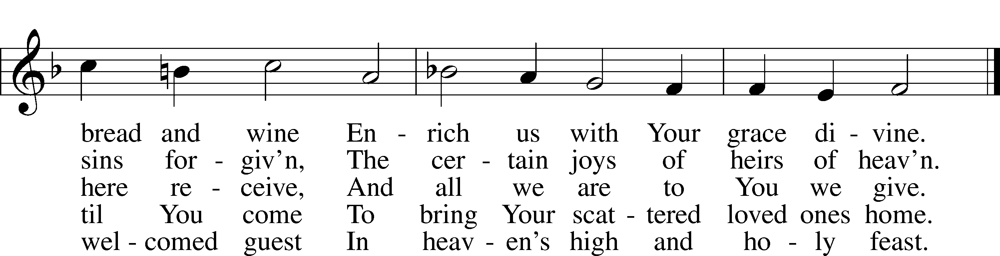 bread and wine En - rich us with Your grace di - vine.
sins for - giv'n, The cer - tain joys of heirs of heav'n.
here re - ceive, And all we are to You we give.
til You come To bring Your scat - tered loved ones home.
wel - comed guest In heav - en's high and ho - ly feast.